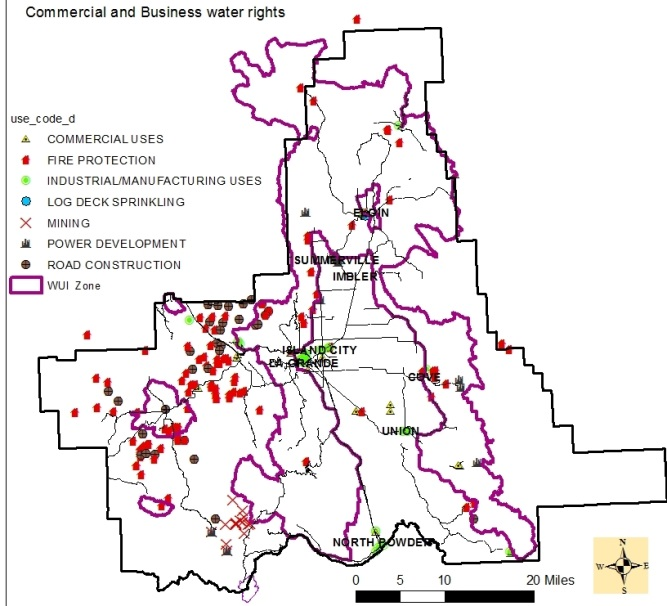 Commercial and Business water rights
use_code_d
COMMERCIAL USES
FIRE PROTECTION
INDUSTRIAL/MANUFACTURING USES
LOG DECK SPRINKLING
MINING
POWER DEVELOPMENT
ROAD CONSTRUCTION
WUI Zone
ELGIN
SUMMERVILLE
IMBLER
ISLAND CITY
LA GRANDE
COVE
UNION
NORTH POWDER
N
W E
S
0 5 10 20 Miles